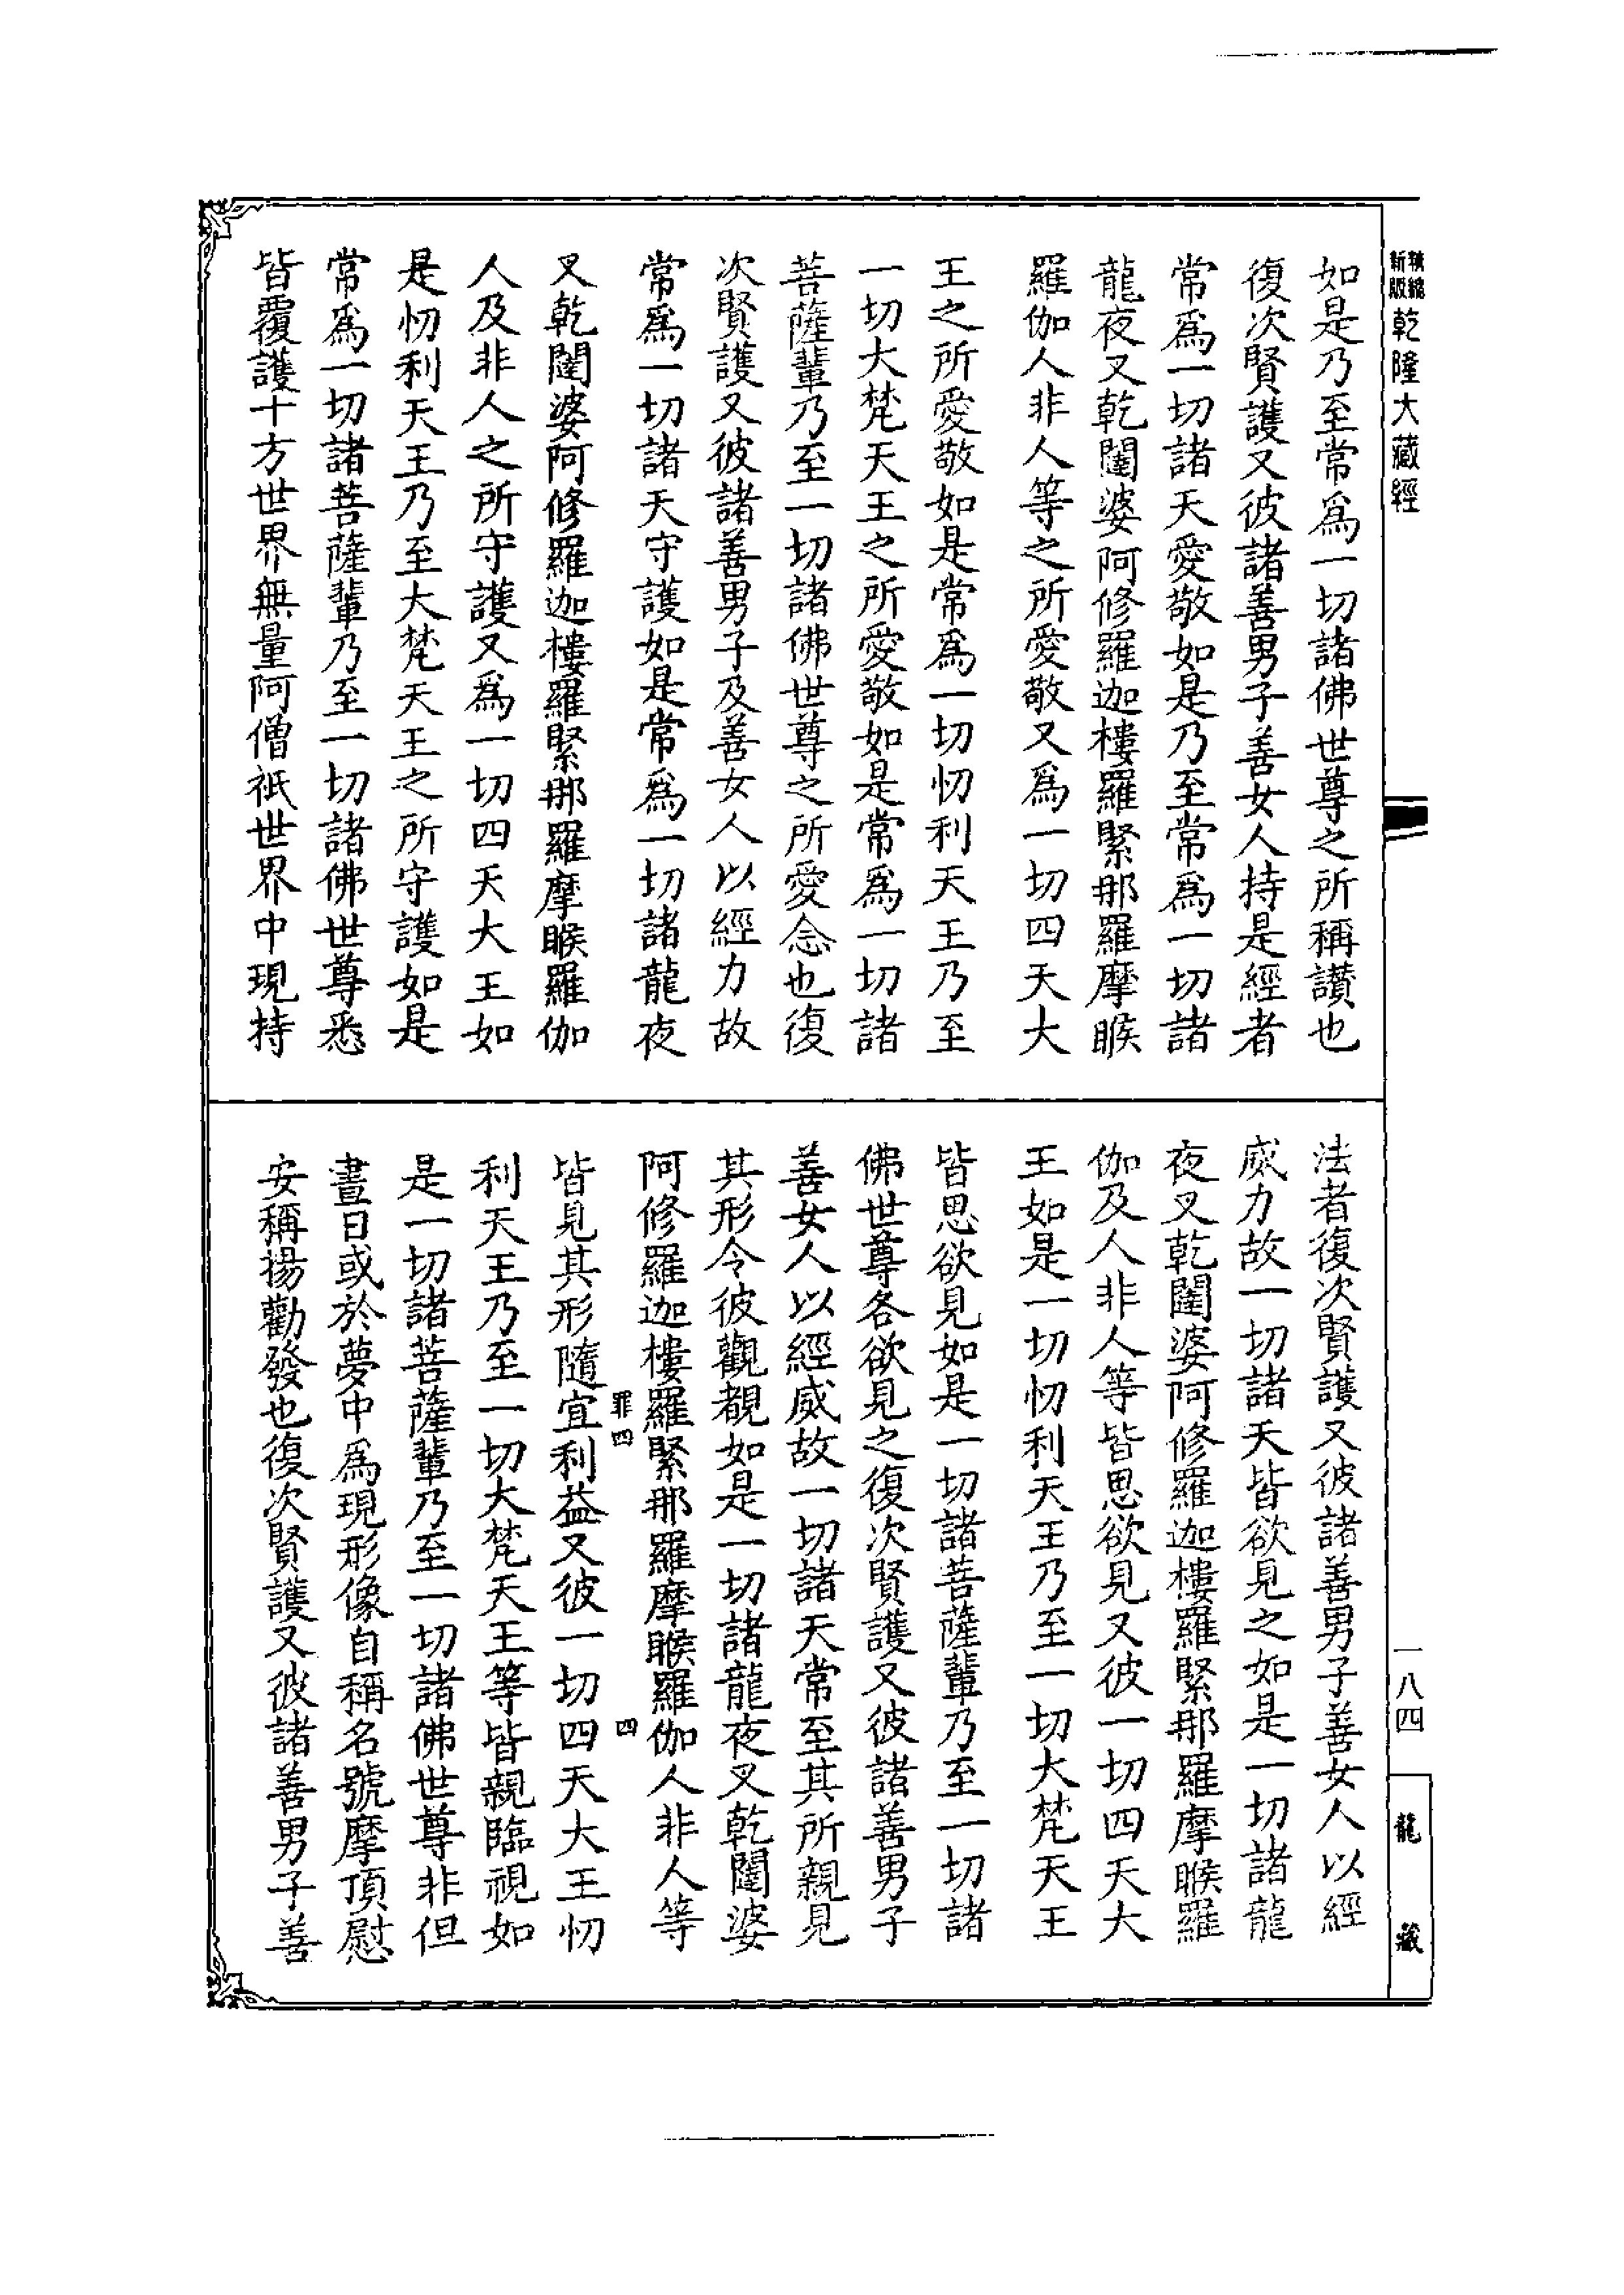 精縮
新版
乾隆大藏經
如是乃至常爲一切諸佛世尊之所稱讃也
復次賢護又彼諸善男子善女人持是經者
常爲一切諸天愛敬如是乃至常爲一切諸
龍夜叉乾闥婆阿修羅迦樓羅緊那羅摩睺
羅伽人非人等之所愛敬又爲一切四天大
王之所愛敬如是常爲一切忉利天王乃至
一切大梵天王之所愛敬如是常爲一切諸
菩薩輩乃至一切諸佛世尊之所愛念也復
次賢護又彼諸善男子及善女人以經力故
常爲一切諸天守護如是常爲一切諸龍夜
叉乾闥婆阿修羅迦樓羅緊那羅摩睺羅伽
人及非人之所守護又爲一切四天大王如
是忉利天王乃至大梵天王之所守護如是
常爲一切諸菩薩輩乃至一切諸佛世尊悉
皆覆護十方世界無量阿僧祇世界中現持
法者復次賢護又彼諸善男子善女人以經
威力故一切諸天皆欲見之如是一切諸龍
夜叉乾闥婆阿修羅迦樓羅緊那羅摩睺羅
伽及人非人等皆思欲見又彼一切四天大
王如是一切忉利天王乃至一切大梵天王
皆思欲見如是一切諸菩薩輩乃至一切諸
佛世尊各欲見之復次賢護又彼諸善男子
善女人以經威故一切諸天常至其所親見
其形令彼觀覩如是一切諸龍夜叉乾闥婆
阿修羅迦樓羅緊那羅摩睺羅伽人非人等
罪四
四
皆見其形隨宜利益又彼一切四天大王忉
利天王乃至一切大梵天王等皆親臨視如
是一切諸菩薩輩乃至一切諸佛世尊非但
晝日或於夢中爲現形像自稱名號摩頂慰
安稱揚勸發也復次賢護又彼諸善男子善
一八四
龍藏